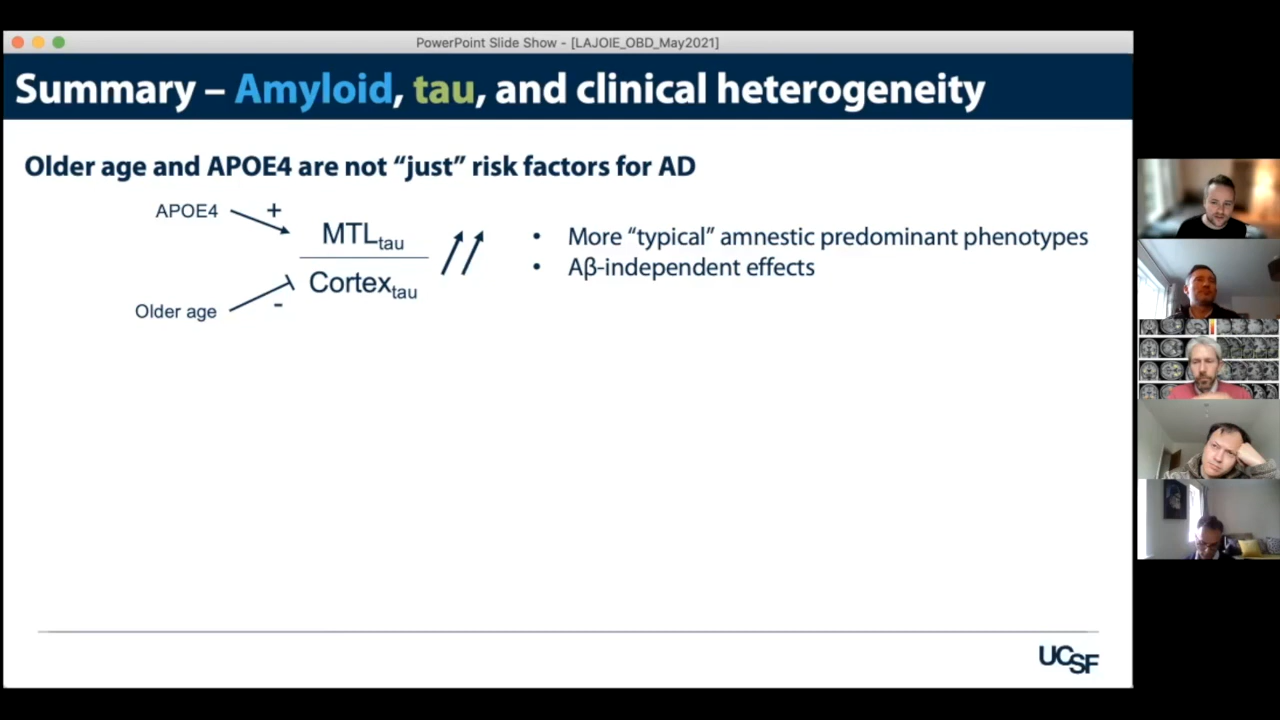 PowerPoint Slide Show - [LAJOIE_OBD_May2021]
Summary – Amyloid, tau, and clinical heterogeneity
Older age and APOE4 are not “just” risk factors for AD
APOE4
+
MTLtau
Cortextau
Older age
-
• More “typical” amnestic predominant phenotypes
• Aβ-independent effects
UCSF